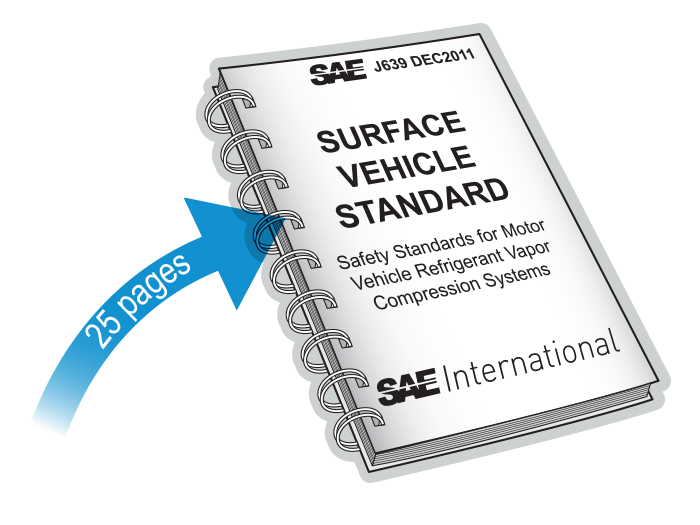 SAE J639 DEC2011
SURFACE
VEHICLE
STANDARD
Safety Standards for Motor
Vehicle Refrigerant Vapor
Compression Systems
SAE International
25 pages